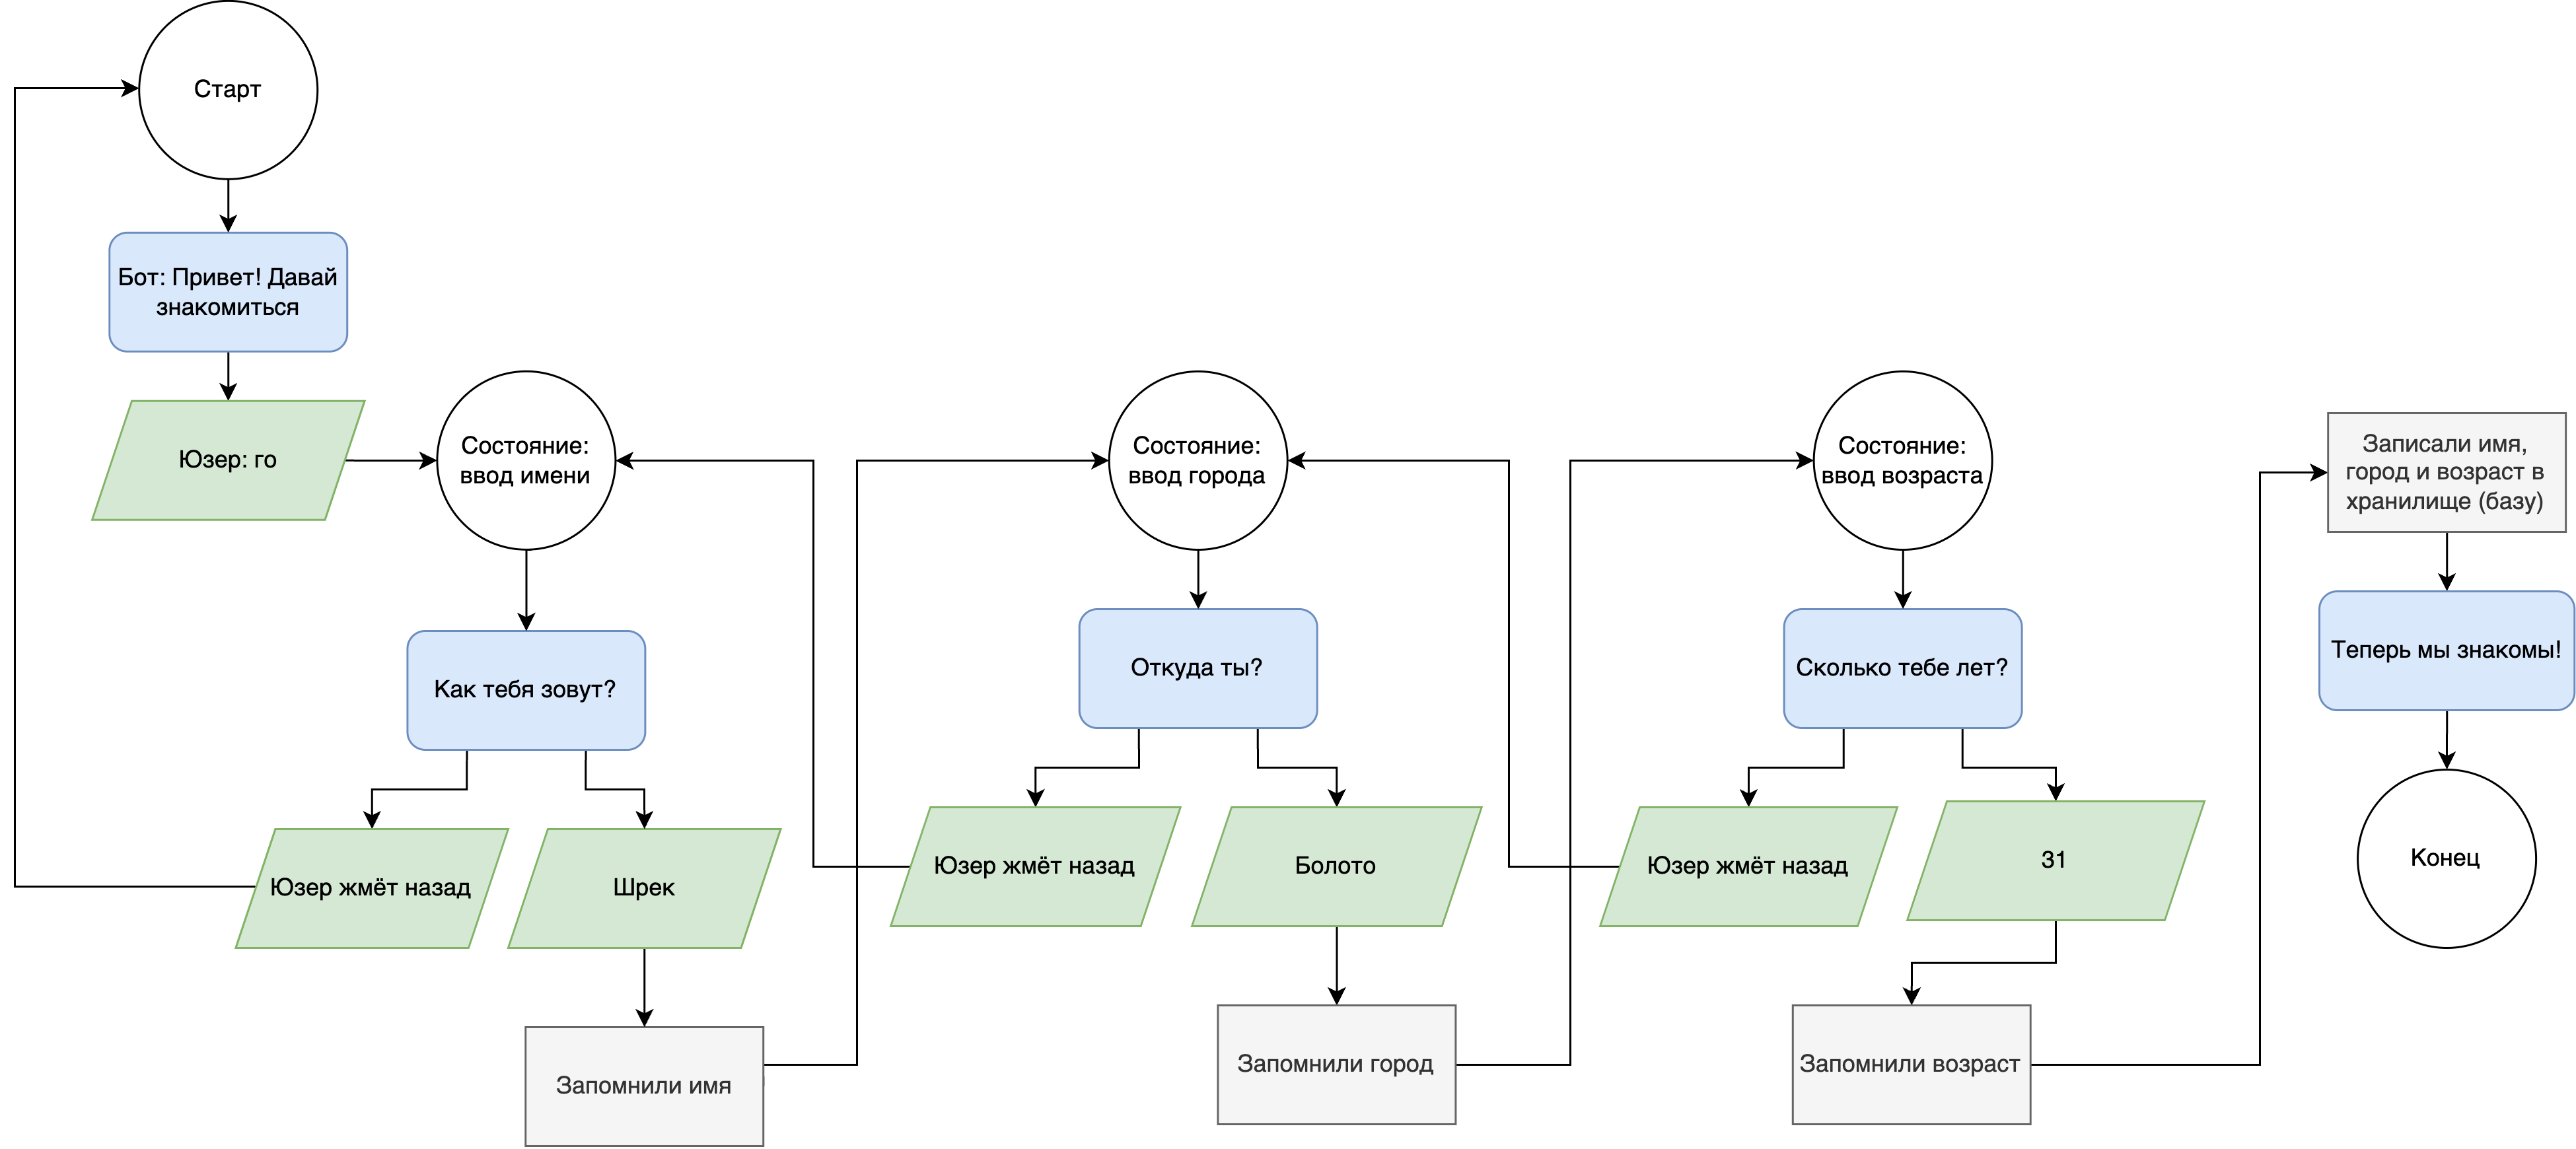 Старт
Бот: Привет! Давай
знакомиться
Юзер: го
Состояние:
ввод имени
Как тебя зовут?
Юзер жмёт назад
Шрек
Запомнили имя
Состояние:
ввод города
Откуда ты?
Юзер жмёт назад
Болото
Запомнили город
Состояние:
ввод возраста
Сколько тебе лет?
Юзер жмёт назад
31
Запомнили возраст
Записали имя,
город и возраст в
хранилище (базу)
Теперь мы знакомы!
Конец